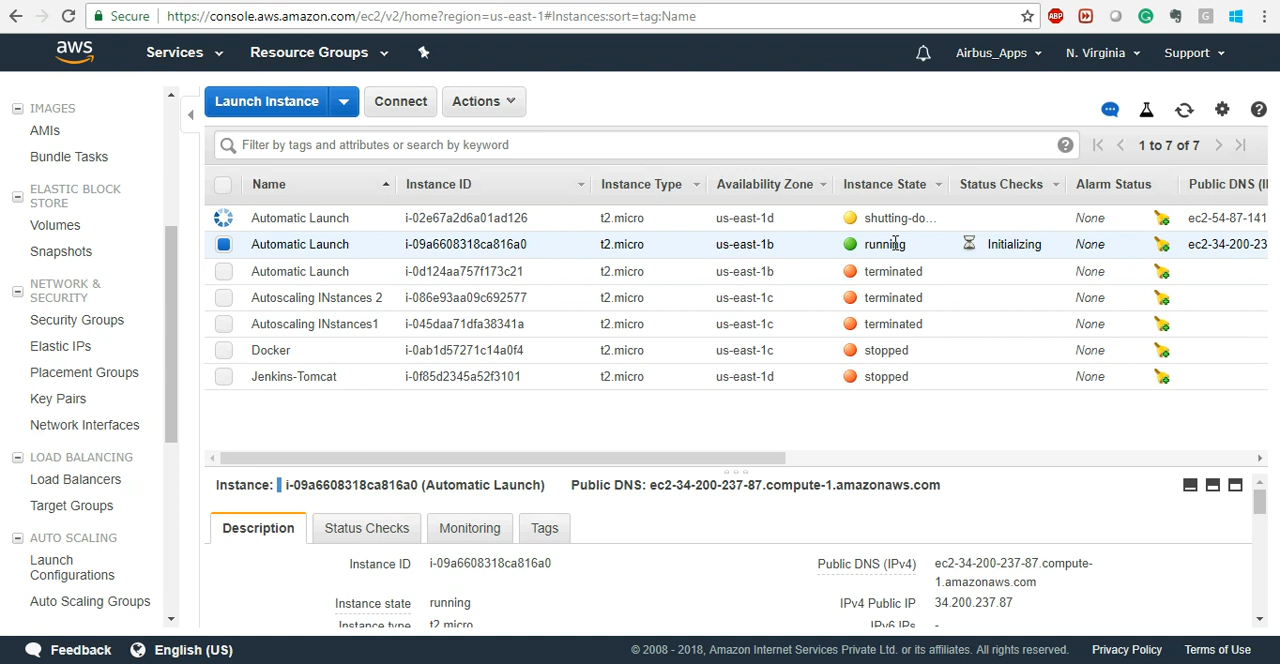 Secure https://console.aws.amazon.com/ec2/v2/home?region=us-east-1#Instances:sort=tag:Name ABP G
aws Services Resource Groups Airbus_Apps N. Virginia Support
IMAGES
AMIs
Bundle Tasks
ELASTIC BLOCK
STORE
Volumes
Snapshots
NETWORK &
SECURITY
Security Groups
Elastic IPs
Placement Groups
Key Pairs
Network Interfaces
LOAD BALANCING
Load Balancers
Target Groups
AUTO SCALING
Launch
Configurations
Auto Scaling Groups
Launch Instance Connect Actions
Filter by tags and attributes or search by keyword 1 to 7 of 7
Name Instance ID Instance Type Availability Zone Instance State Status Checks Alarm Status Public DNS (I
Automatic Launch i-02e67a2d6a01ad126 t2.micro us-east-1d shutting-do... None ec2-54-87-141
Automatic Launch i-09a6608318ca816a0 t2.micro us-east-1b running Initializing None ec2-34-200-23
Automatic Launch i-0d124aa757f173c21 t2.micro us-east-1b terminated None
Autoscaling INstances 2 i-086e93aa09c692577 t2.micro us-east-1c terminated None
Autoscaling INstances1 i-045daa71dfa38341a t2.micro us-east-1c terminated None
Docker i-0ab1d57271c14a0f4 t2.micro us-east-1c stopped None
Jenkins-Tomcat i-0f85d2345a52f3101 t2.micro us-east-1d stopped None
Instance: i-09a6608318ca816a0 (Automatic Launch) Public DNS: ec2-34-200-237-87.compute-1.amazonaws.com
Description Status Checks Monitoring Tags
Instance ID i-09a6608318ca816a0 Public DNS (IPv4) ec2-34-200-237-87.compute-
1.amazonaws.com
Instance state running IPv4 Public IP 34.200.237.87
Instance type t2.micro IPv6 IPs -
Feedback English (US) © 2008 - 2018, Amazon Internet Services Private Ltd. or its affiliates. All rights reserved. Privacy Policy Terms of Use